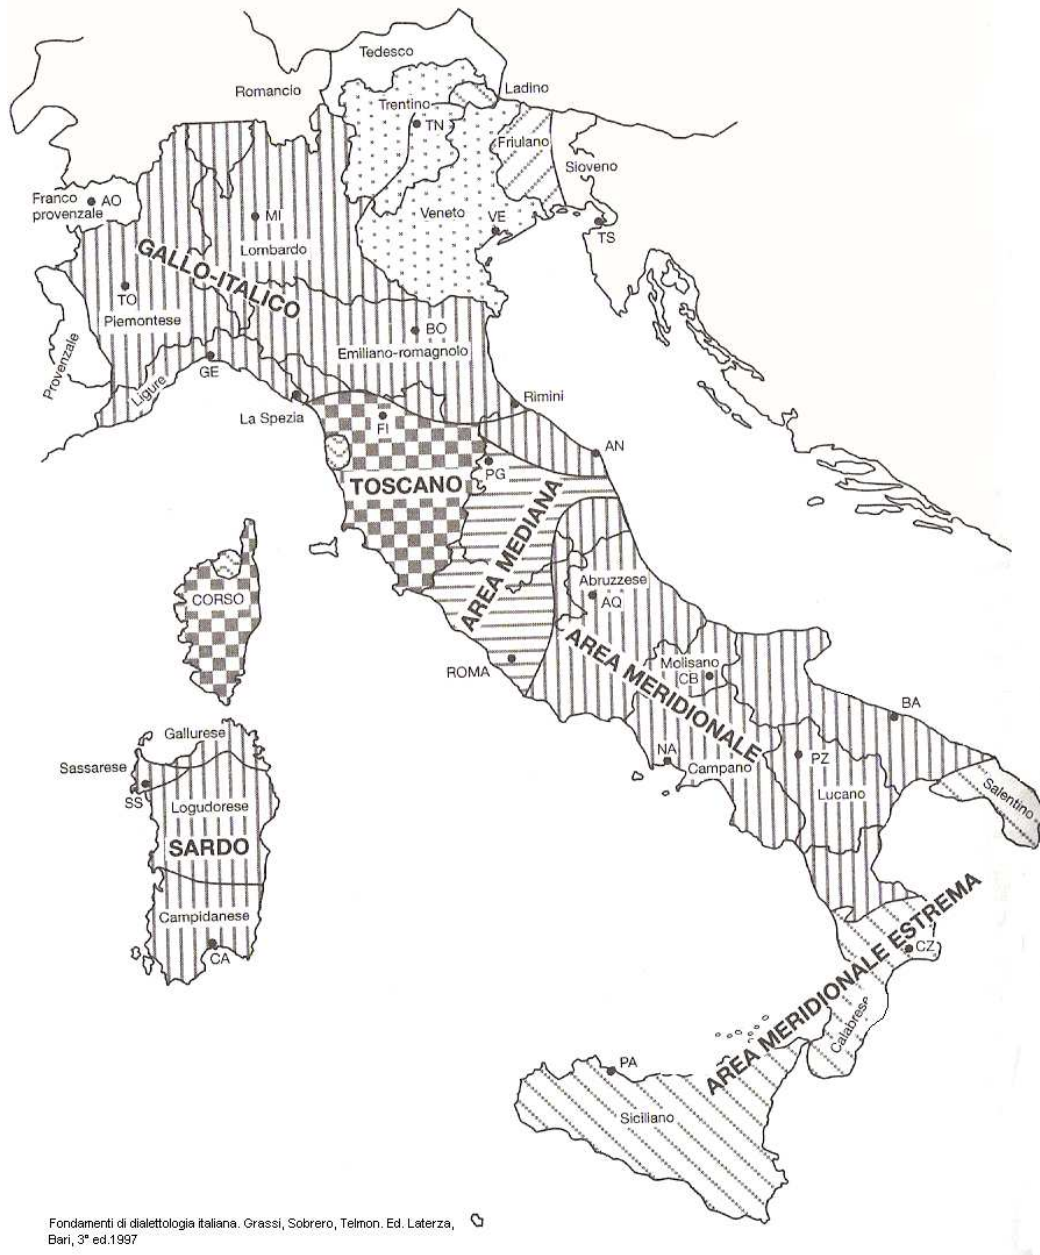 Tedesco
Romancio
Ladino
Trentino
TN
Friulano
Sloveno
Franco
provenzale
AO
MI
Veneto
VE
TS
Lombardo
GALLO-ITALICO
TO
Piemontese
BO
Emiliano-romagnolo
Provenzale
Ligure
GE
La Spezia
Rimini
FI
AN
PG
TOSCANO
AREA MEDIANA
Abruzzese
AQ
CORSO
AREA MERIDIONALE
Molisano
CB
ROMA
BA
Gallurese
NA
Campano
PZ
Sassarese
SS
Logudorese
Lucano
Salentino
SARDO
Campidanese
CA
AREA MERIDIONALE ESTREMA
CZ
Calabrese
PA
Siciliano
Fondamenti di dialettologia italiana. Grassi, Sobrero, Telmon. Ed. Laterza,
Bari, 3° ed.1997